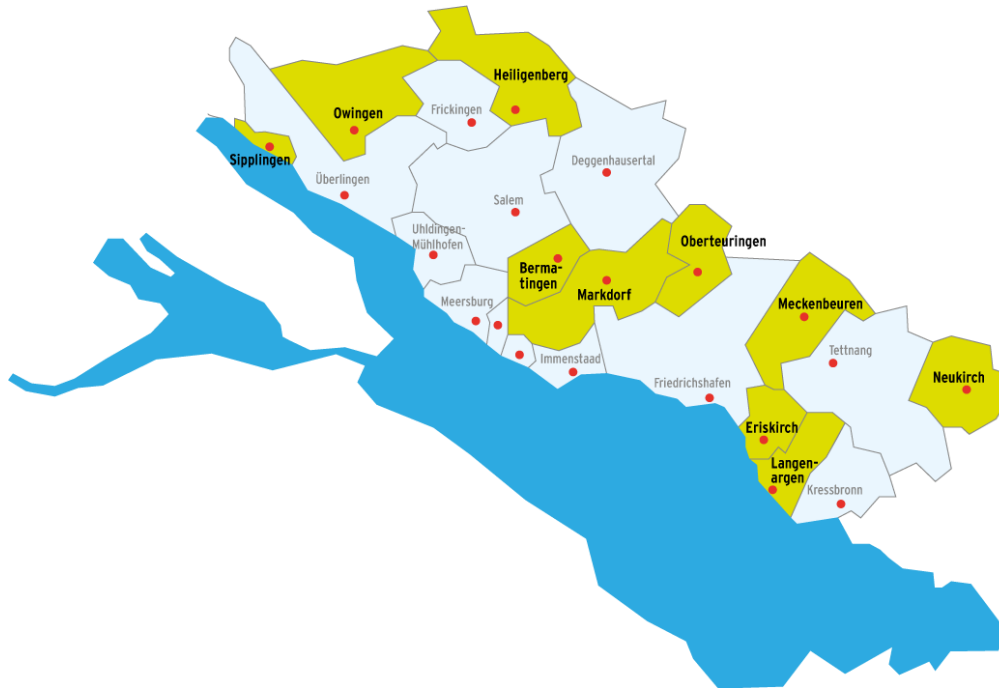 Heiligenberg
Owingen
Frickingen
Sipplingen
Deggenhausertal
Überlingen
Salem
Uhldingen-
Mühlhofen
Oberteuringen
Berma-
tingen
Markdorf
Meersburg
Meckenbeuren
Immenstaad
Tettnang
Friedrichshafen
Neukirch
Eriskirch
Langen-
argen
Kressbronn